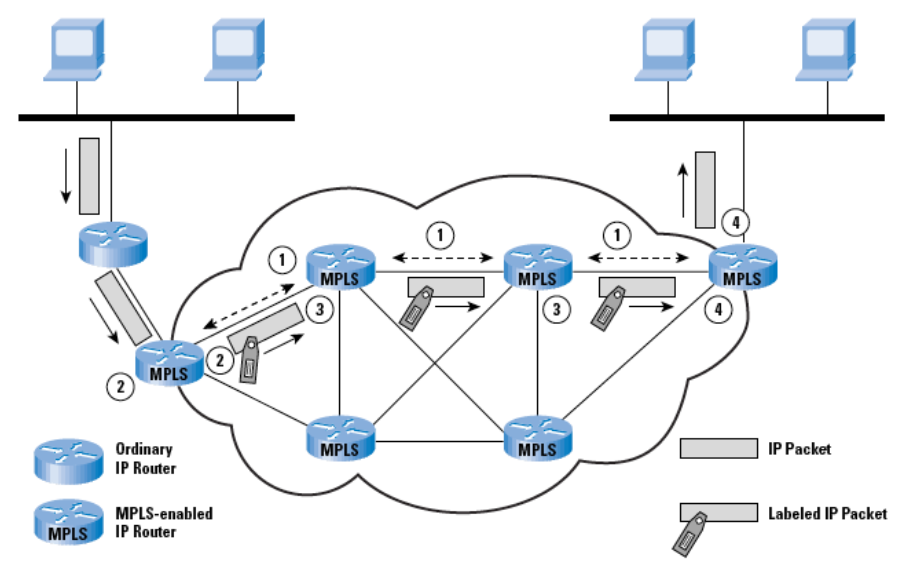 4
1
1
1
MPLS
MPLS
MPLS
3
3
4
2
MPLS
2
MPLS
MPLS
Ordinary
IP Router
IP Packet
MPLS-enabled
IP Router
MPLS
Labeled IP Packet